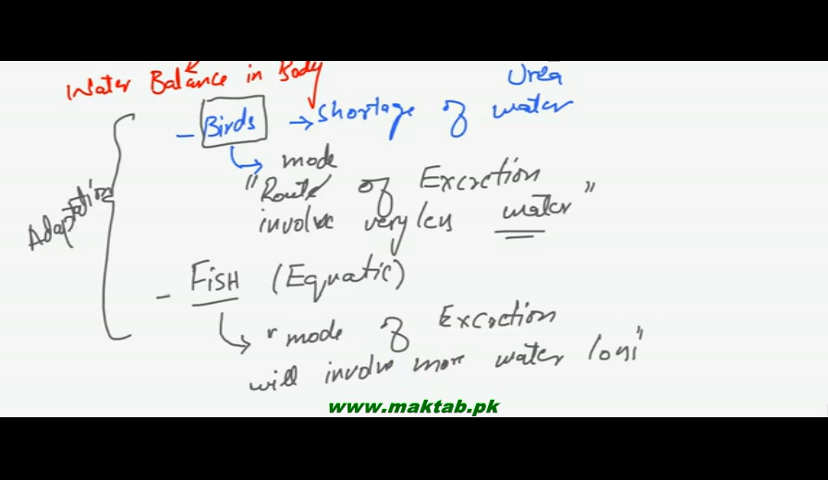 Water Balance in Body
Urea
- Birds → Shortage of water
mode
"Route of Excretion
involve very less water"
Adaptation
- FiSH (Equatic)
"mode of Excretion
will involve more water loss"
www.maktab.pk